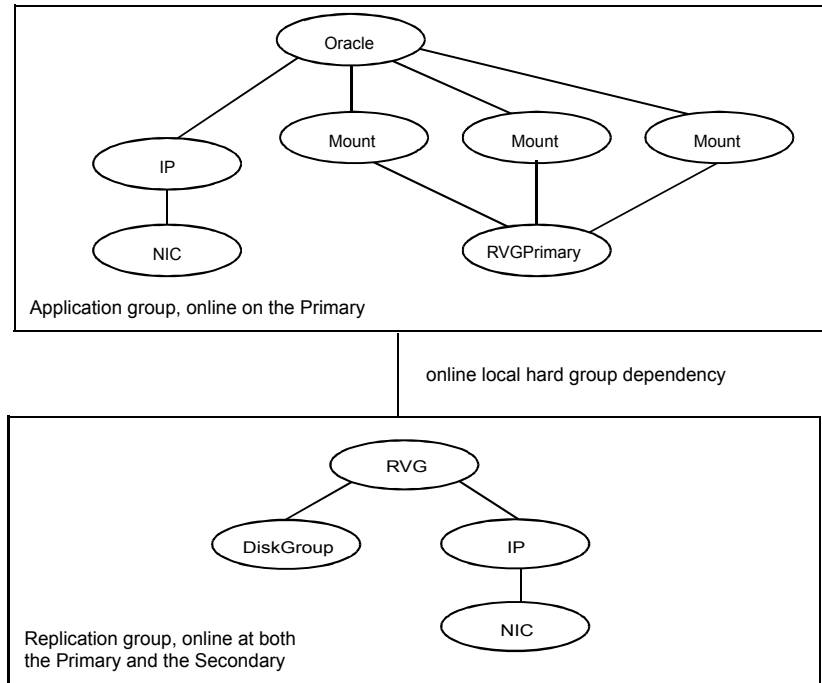 Oracle
Mount
Mount
Mount
IP
NIC
RVGPrimary
Application group, online on the Primary
online local hard group dependency
RVG
DiskGroup
IP
NIC
Replication group, online at both
the Primary and the Secondary